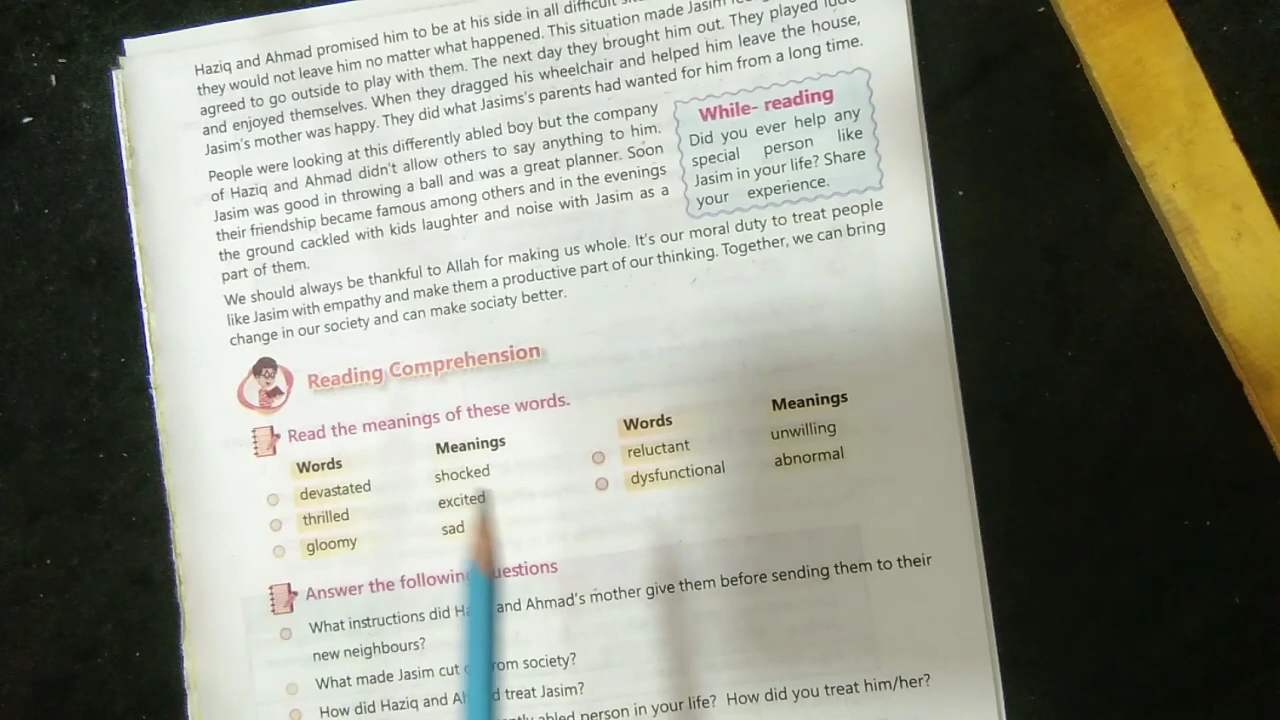 Haziq and Ahmad promised him to be at his side in all difficult
they would not leave him no matter what happened. This situation made Jasim
agreed to go outside to play with them. The next day they brought him out. They played ludo
and enjoyed themselves. When they dragged his wheelchair and helped him leave the house,
Jasim's mother was happy. They did what Jasims's parents had wanted for him from a long time.
People were looking at this differently abled boy but the company
of Haziq and Ahmad didn't allow others to say anything to him.
Jasim was good in throwing a ball and was a great planner. Soon
their friendship became famous among others and in the evenings
the ground cackled with kids laughter and noise with Jasim as a
part of them.
While- reading
Did you ever help any
special person like
Jasim in your life? Share
your experience.
We should always be thankful to Allah for making us whole. It's our moral duty to treat people
like Jasim with empathy and make them a productive part of our thinking. Together, we can bring
change in our society and can make sociaty better.
Reading Comprehension
Read the meanings of these words.
Words Meanings Words Meanings
devastated shocked reluctant unwilling
thrilled excited dysfunctional abnormal
gloomy sad
Answer the following questions
What instructions did and Ahmad's mother give them before sending them to their
new neighbours?
What made Jasim cut from society?
How did Haziq and treat Jasim?
abled person in your life? How did you treat him/her?